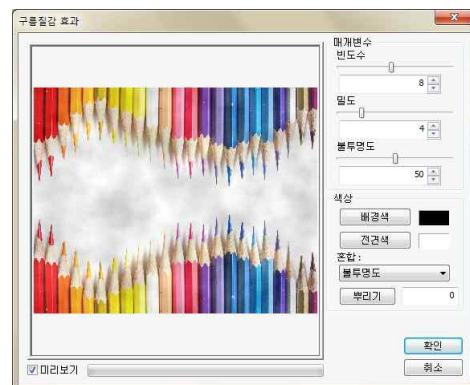 구름질감 효과
매개변수
빈도수
8
밀도
4
불투명도
50
색상
배경색
전경색
혼합:
불투명도
뿌리기 0
확인
미리보기 취소